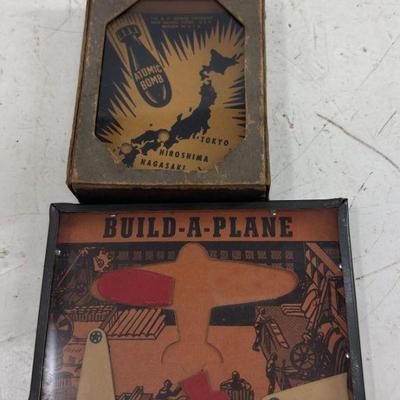 ATOMIC
BOMB
TOKYO
HIROSHIMA
NAGASAKI
BUILD-A-PLANE